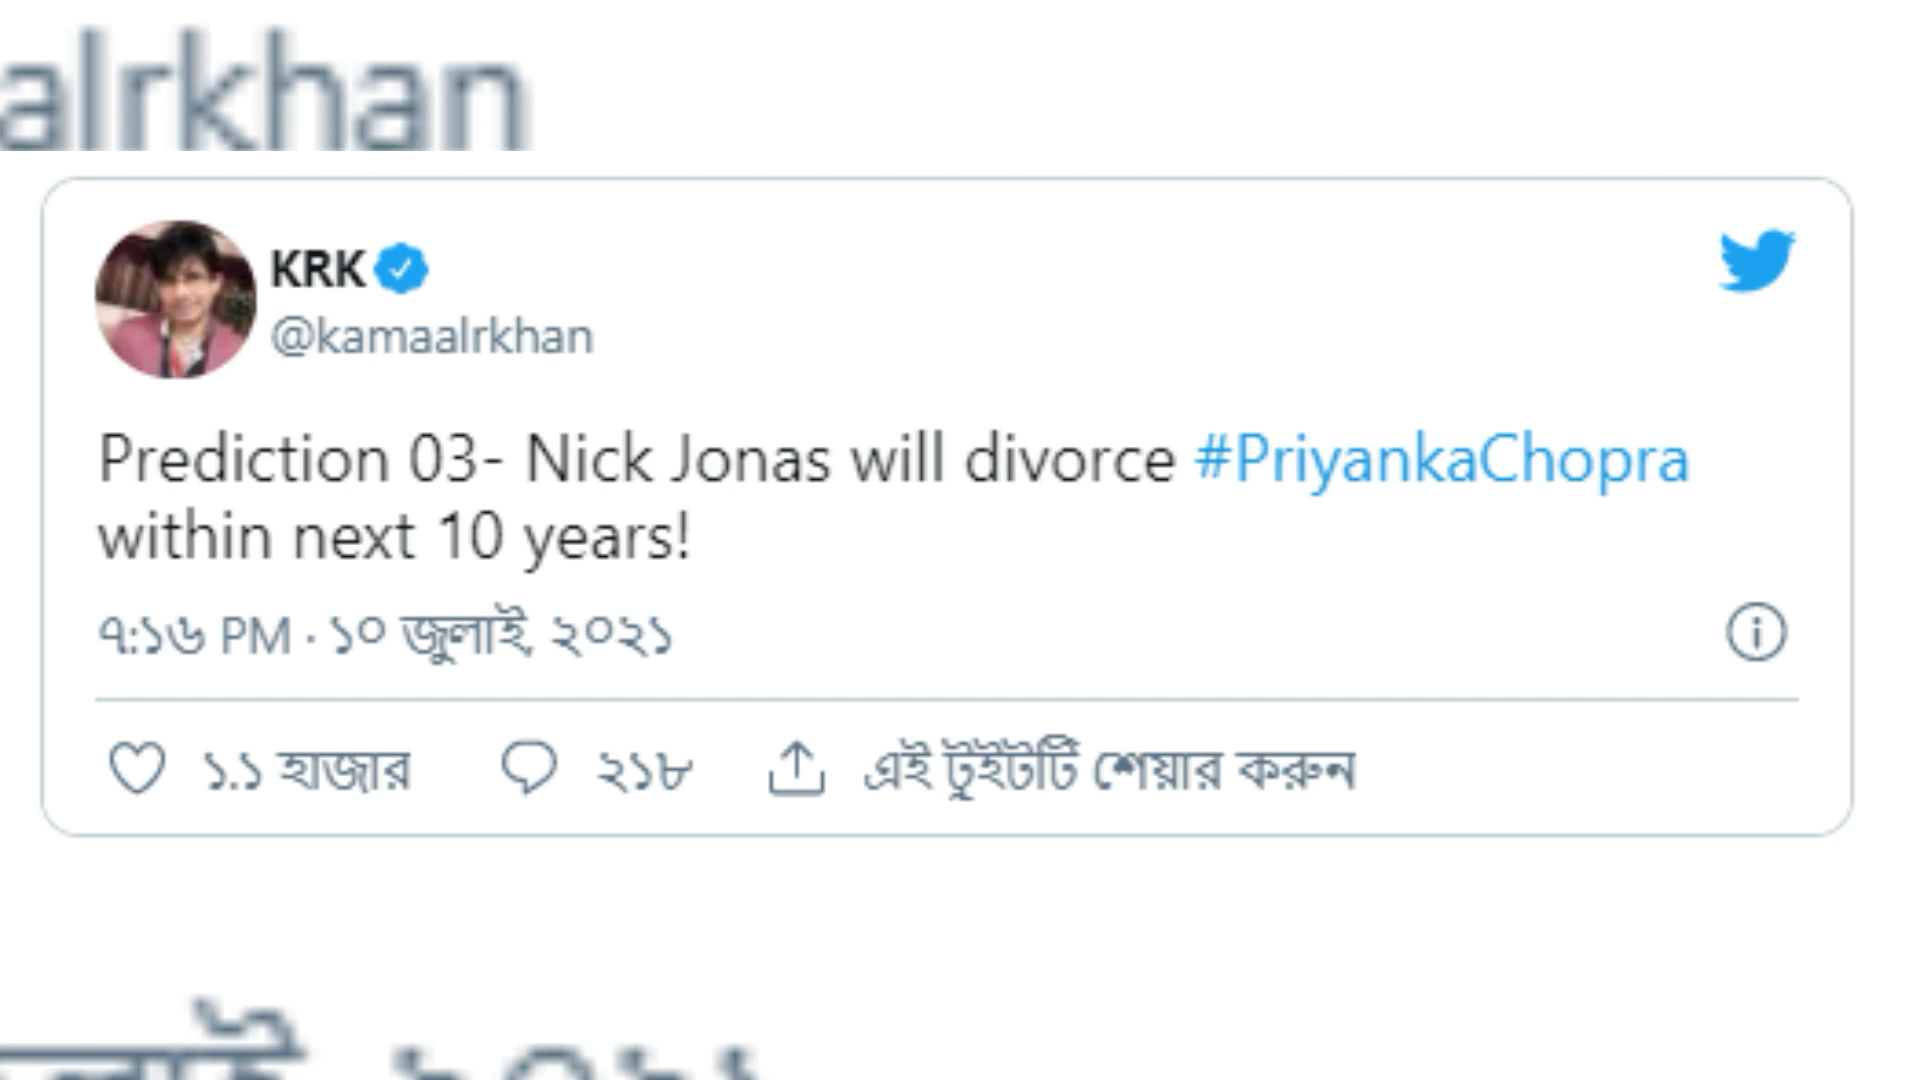 alrkhan
KRK
@kamaalrkhan
Prediction 03- Nick Jonas will divorce #PriyankaChopra
within next 10 years!
৭:১৬ PM · ১০ জুলাই, ২০২১
১.১ হাজার ২১৮ এই টুইটটি শেয়ার করুন